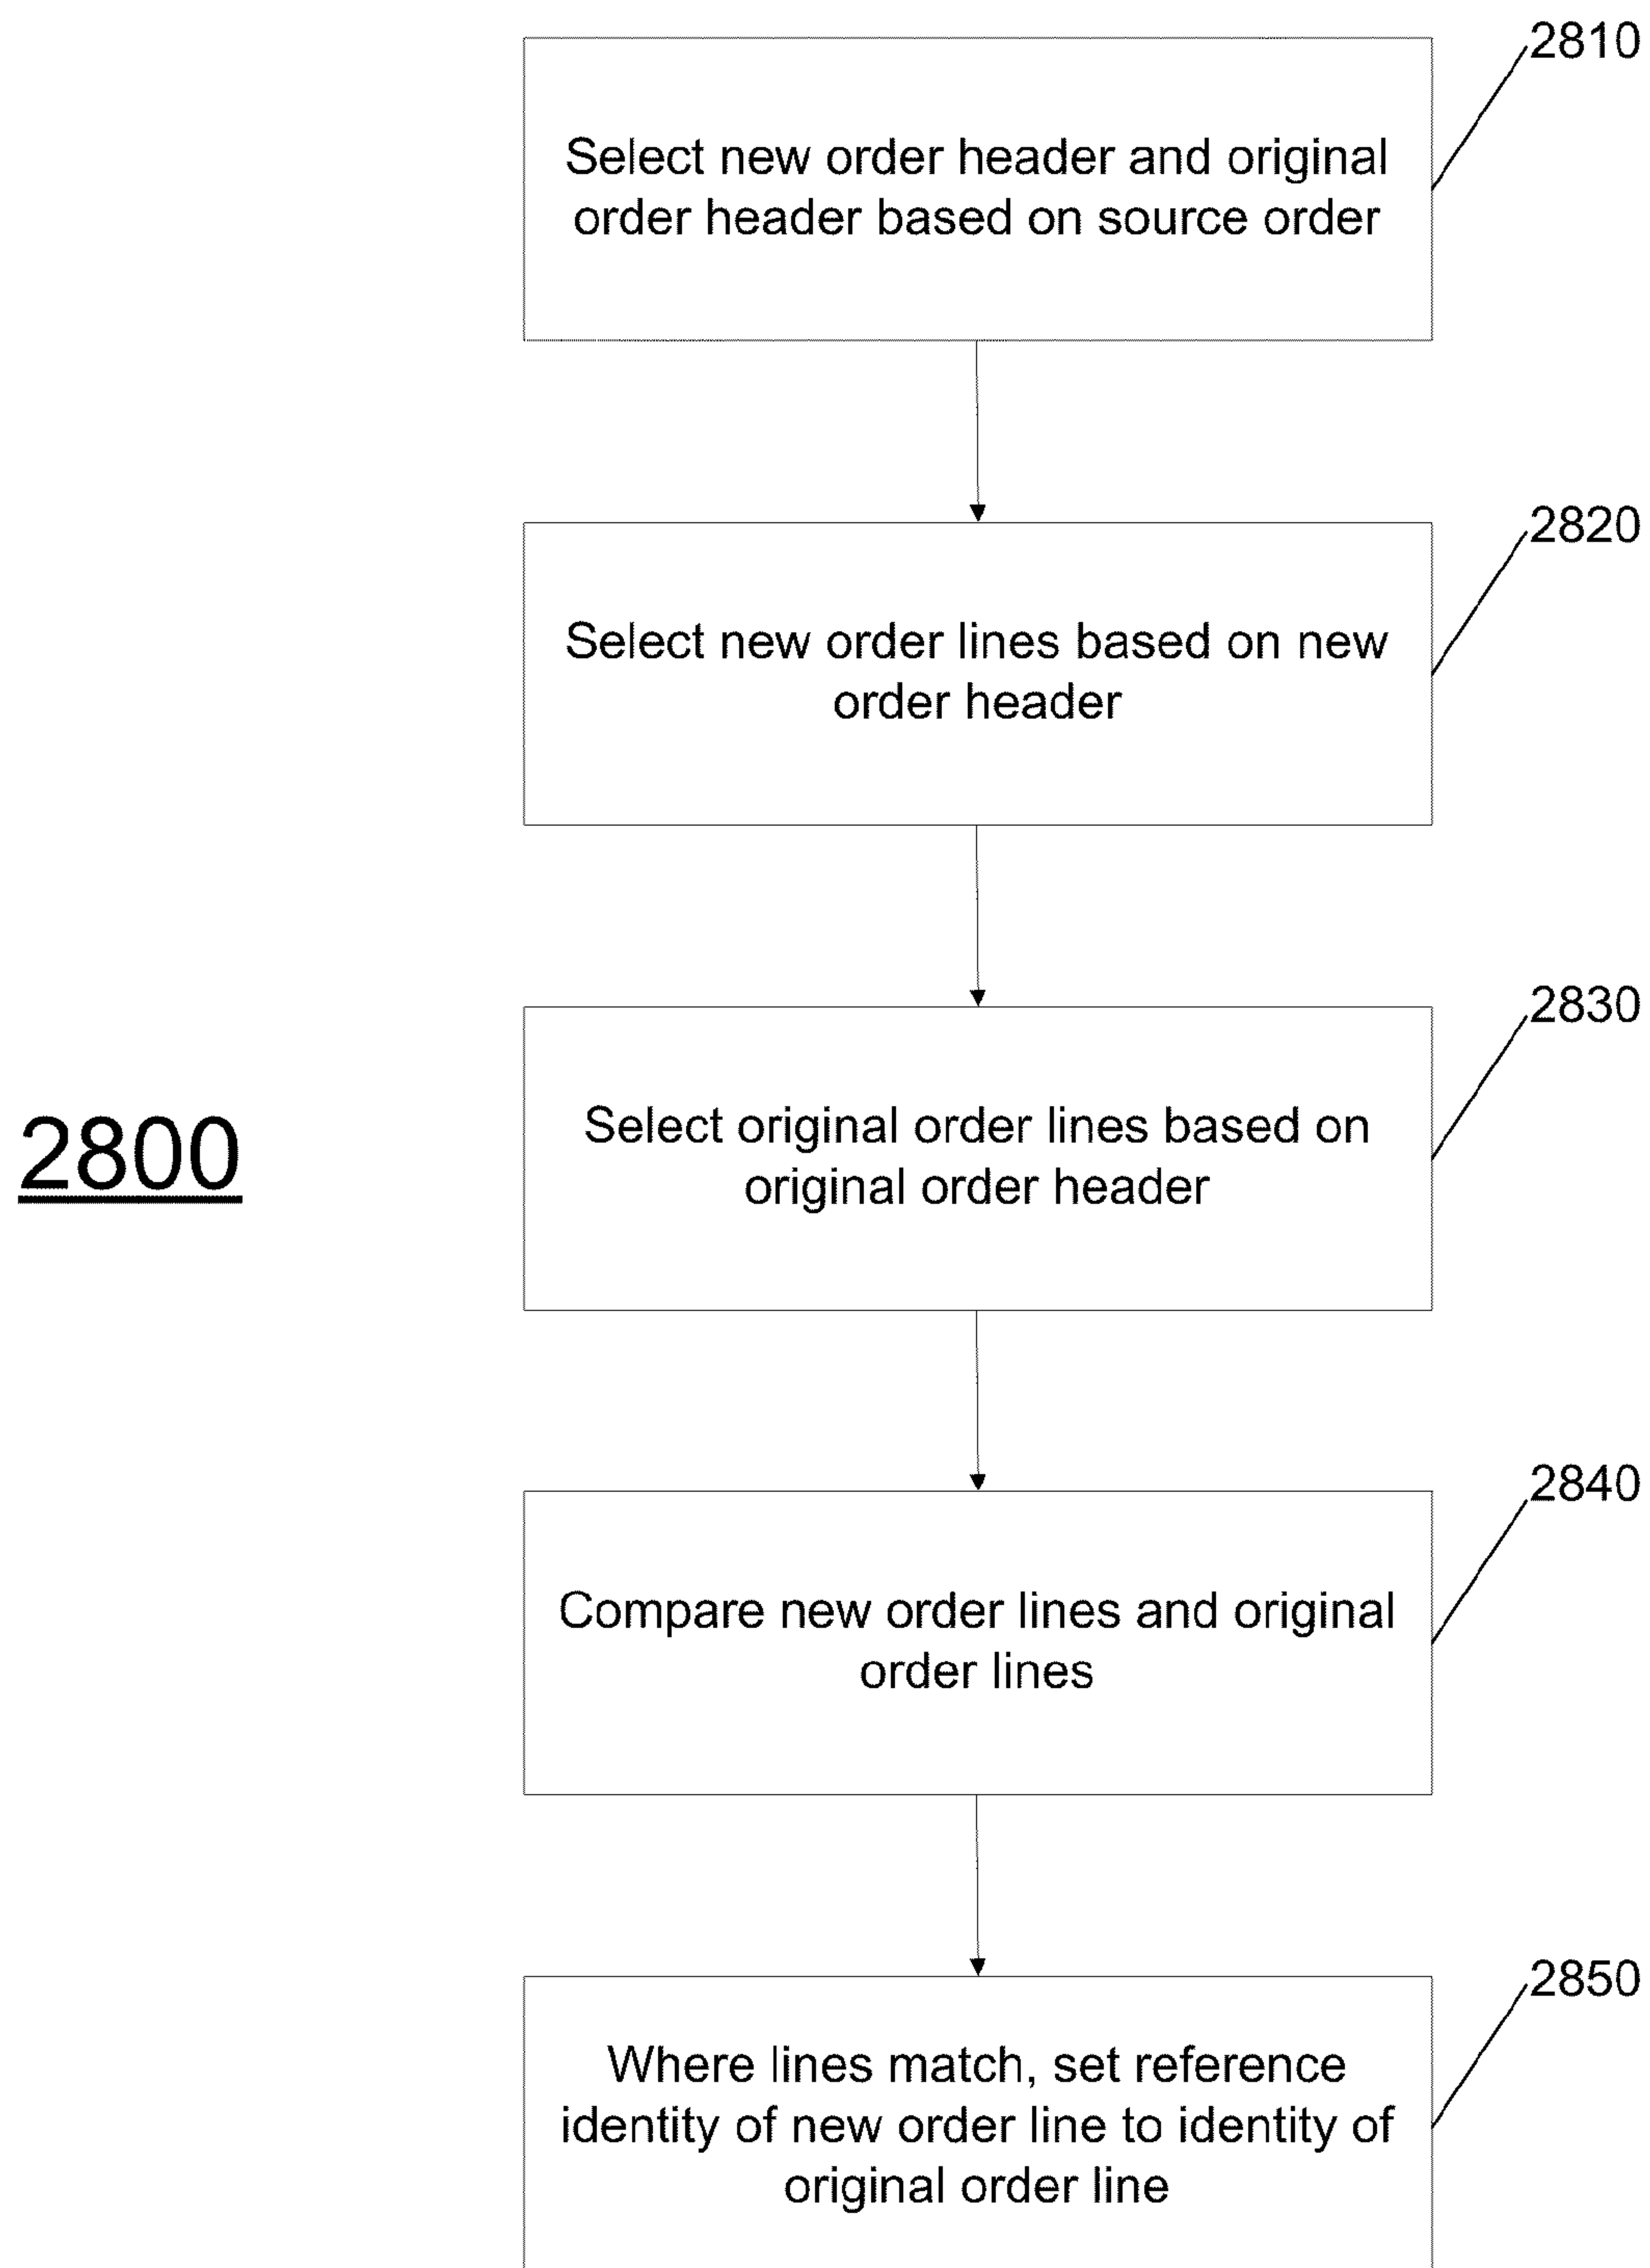 2810
Select new order header and original
order header based on source order
2820
Select new order lines based on new
order header
2830
Select original order lines based on
original order header
2800
2840
Compare new order lines and original
order lines
2850
Where lines match, set reference
identity of new order line to identity of
original order line